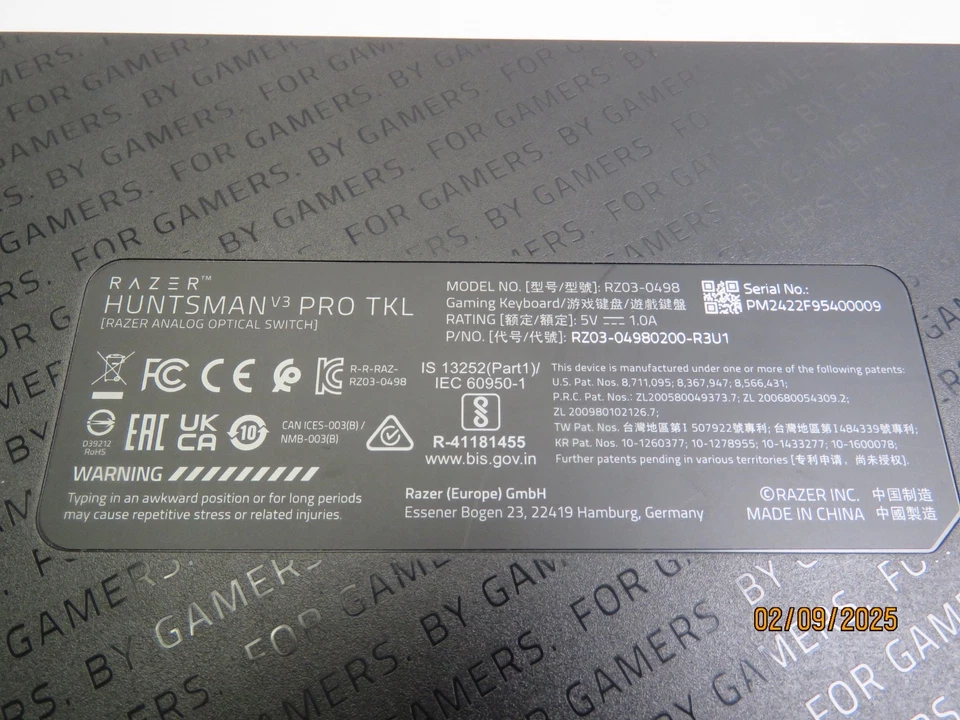 RAZER™
HUNTSMAN V3 PRO TKL
[RAZER ANALOG OPTICAL SWITCH]
MODEL NO. [型号/型號]: RZ03-0498
Gaming Keyboard/游戏键盘/遊戲鍵盤
RATING [额定/額定]: 5V 1.0A
P/NO. [代号/代號]: RZ03-04980200-R3U1
Serial No.:
PM2422F95400009
FC CE
R-R-RAZ-
RZ03-0498
D39212
RoHS
EAC
UK
CA
10
CAN ICES-003(B) /
NMB-003(B)
IS 13252(Part1)/
IEC 60950-1
R-41181455
www.bis.gov.in
This device is manufactured under one or more of the following patents:
U.S. Pat. Nos. 8,711,095; 8,367,947; 8,566,431;
P.R.C. Pat. Nos.: ZL200580049373.7; ZL 200680054309.2;
ZL 200980102126.7;
TW Pat. Nos. 台灣地區第I 507922號專利; 台灣地區第I484339號專利;
KR Pat. Nos. 10-1260377; 10-1278955; 10-1433277; 10-1600078;
Further patents pending in various territories [专利申请，尚未授权].
WARNING
Typing in an awkward position or for long periods
may cause repetitive stress or related injuries.
Razer (Europe) GmbH
Essener Bogen 23, 22419 Hamburg, Germany
©RAZER INC. 中国制造
MADE IN CHINA 中國製造
FOR GAMERS. BY GAMERS.
02/09/2025